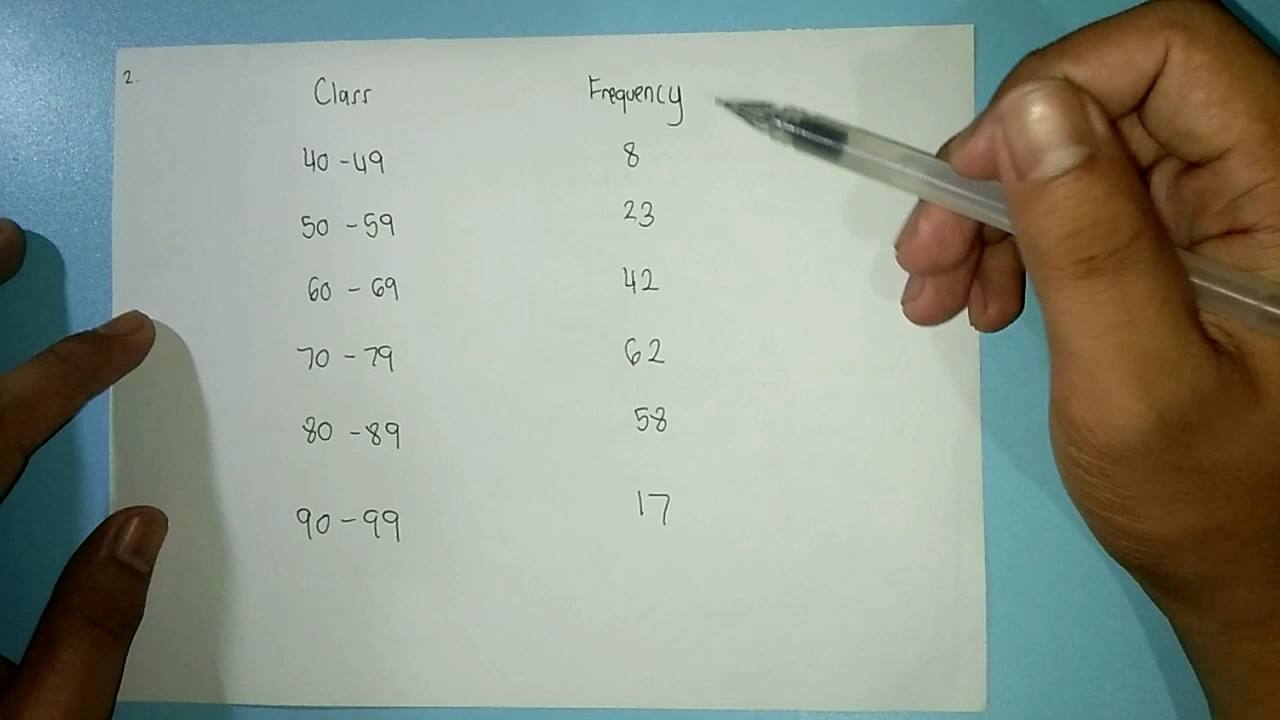 2.
Class Frequency
40 - 49 8
50 - 59 23
60 - 69 42
70 - 79 62
80 - 89 58
90 - 99 17